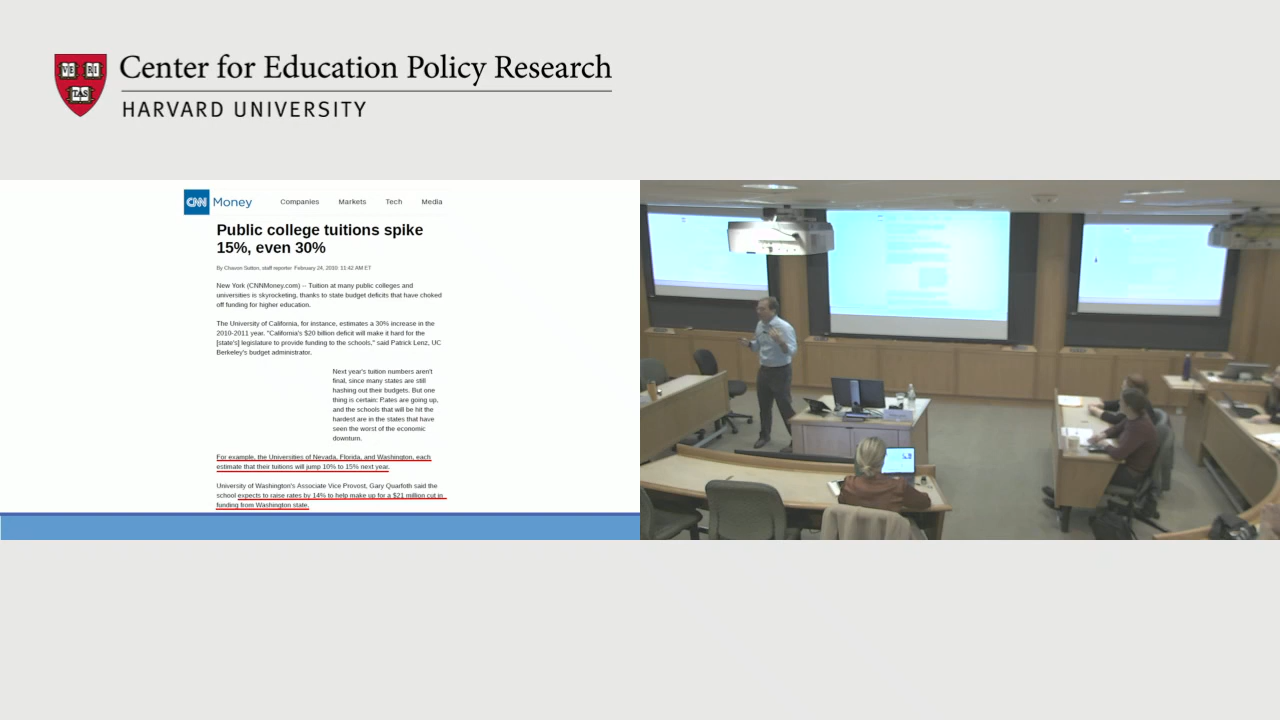 VE RI
TAS
Center for Education Policy Research
HARVARD UNIVERSITY
CNN Money
Companies Markets Tech Media
Public college tuitions spike
15%, even 30%
By Chavon Sutton, staff reporter February 24, 2010: 11:42 AM ET
New York (CNNMoney.com) -- Tuition at many public colleges and
universities is skyrocketing, thanks to state budget deficits that have choked
off funding for higher education.
The University of California, for instance, estimates a 30% increase in the
2010-2011 year. "California's $20 billion deficit will make it hard for the
[state's] legislature to provide funding to the schools," said Patrick Lenz, UC
Berkeley's budget administrator.
Next year's tuition numbers aren't
final, since many states are still
hashing out their budgets. But one
thing is certain: Rates are going up,
and the schools that will be hit the
hardest are in the states that have
seen the worst of the economic
downturn.
For example, the Universities of Nevada, Florida, and Washington, each
estimate that their tuitions will jump 10% to 15% next year.
University of Washington's Associate Vice Provost, Gary Quarfoth said the
school expects to raise rates by 14% to help make up for a $21 million cut in
funding from Washington state.